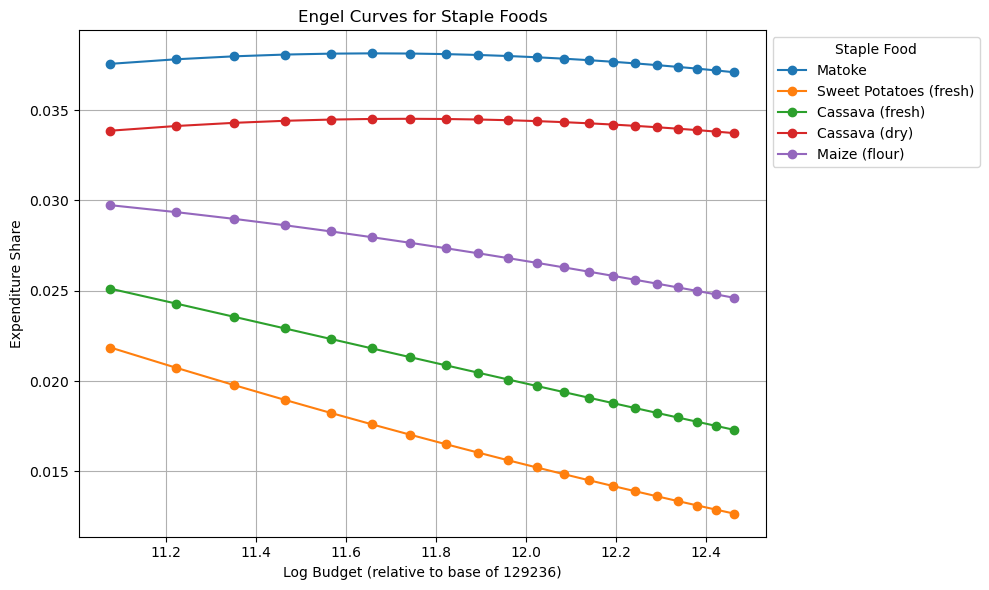 Engel Curves for Staple Foods
Staple Food
Matoke
Sweet Potatoes (fresh)
Cassava (fresh)
Cassava (dry)
Maize (flour)
Expenditure Share
0.035
0.030
0.025
0.020
0.015
11.2 11.4 11.6 11.8 12.0 12.2 12.4
Log Budget (relative to base of 129236)